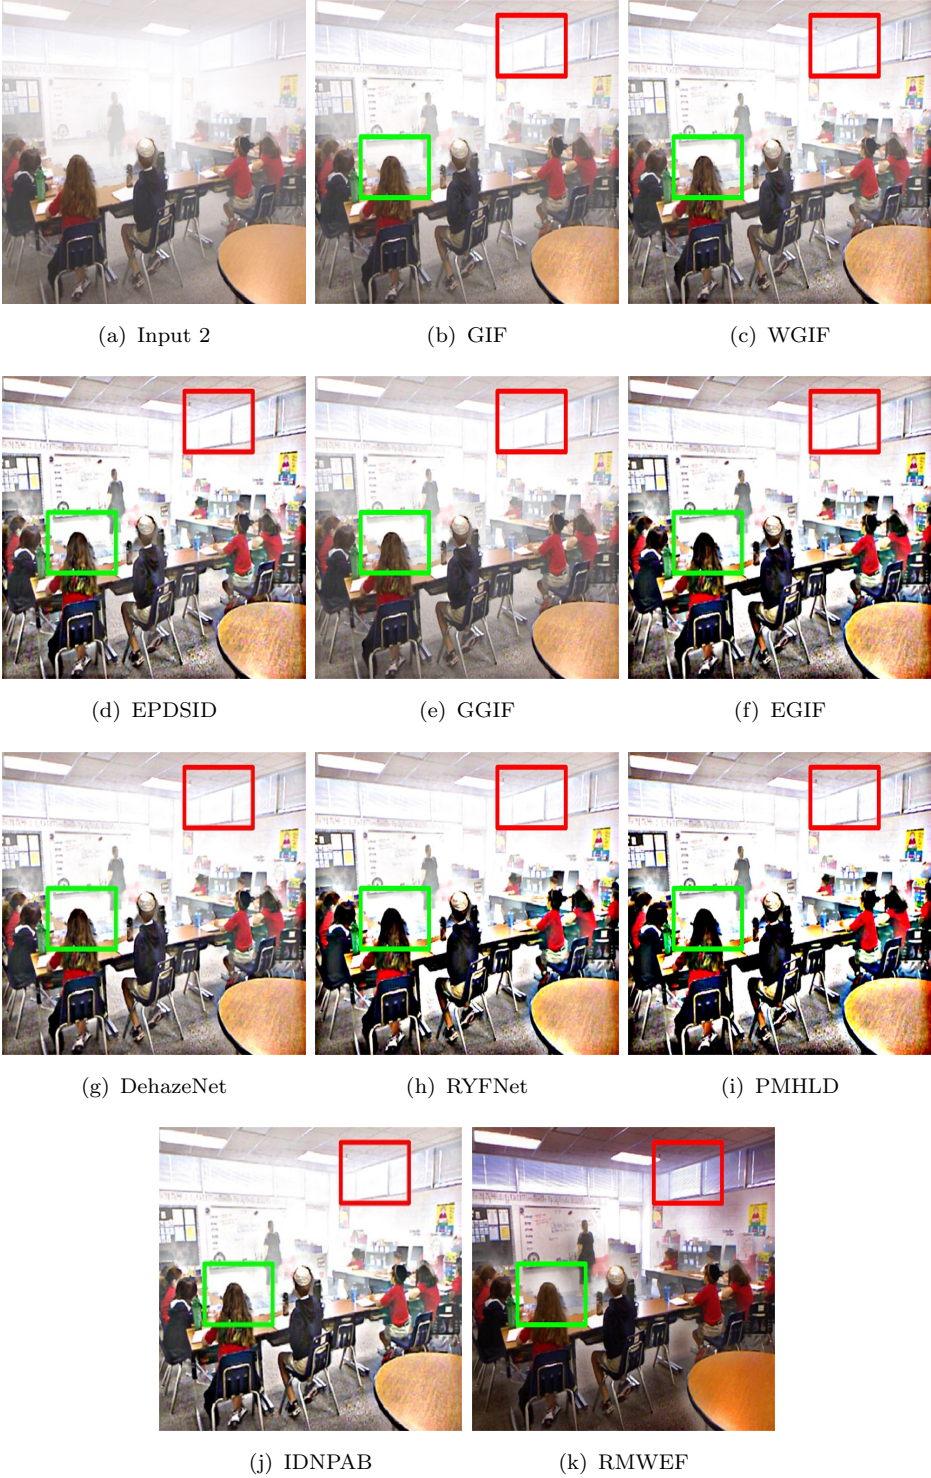 (a) Input 2
(b) GIF
(c) WGIF
(d) EPDSID
(e) GGIF
(f) EGIF
(g) DehazeNet
(h) RYFNet
(i) PMHLD
(j) IDNPAB
(k) RMWEF